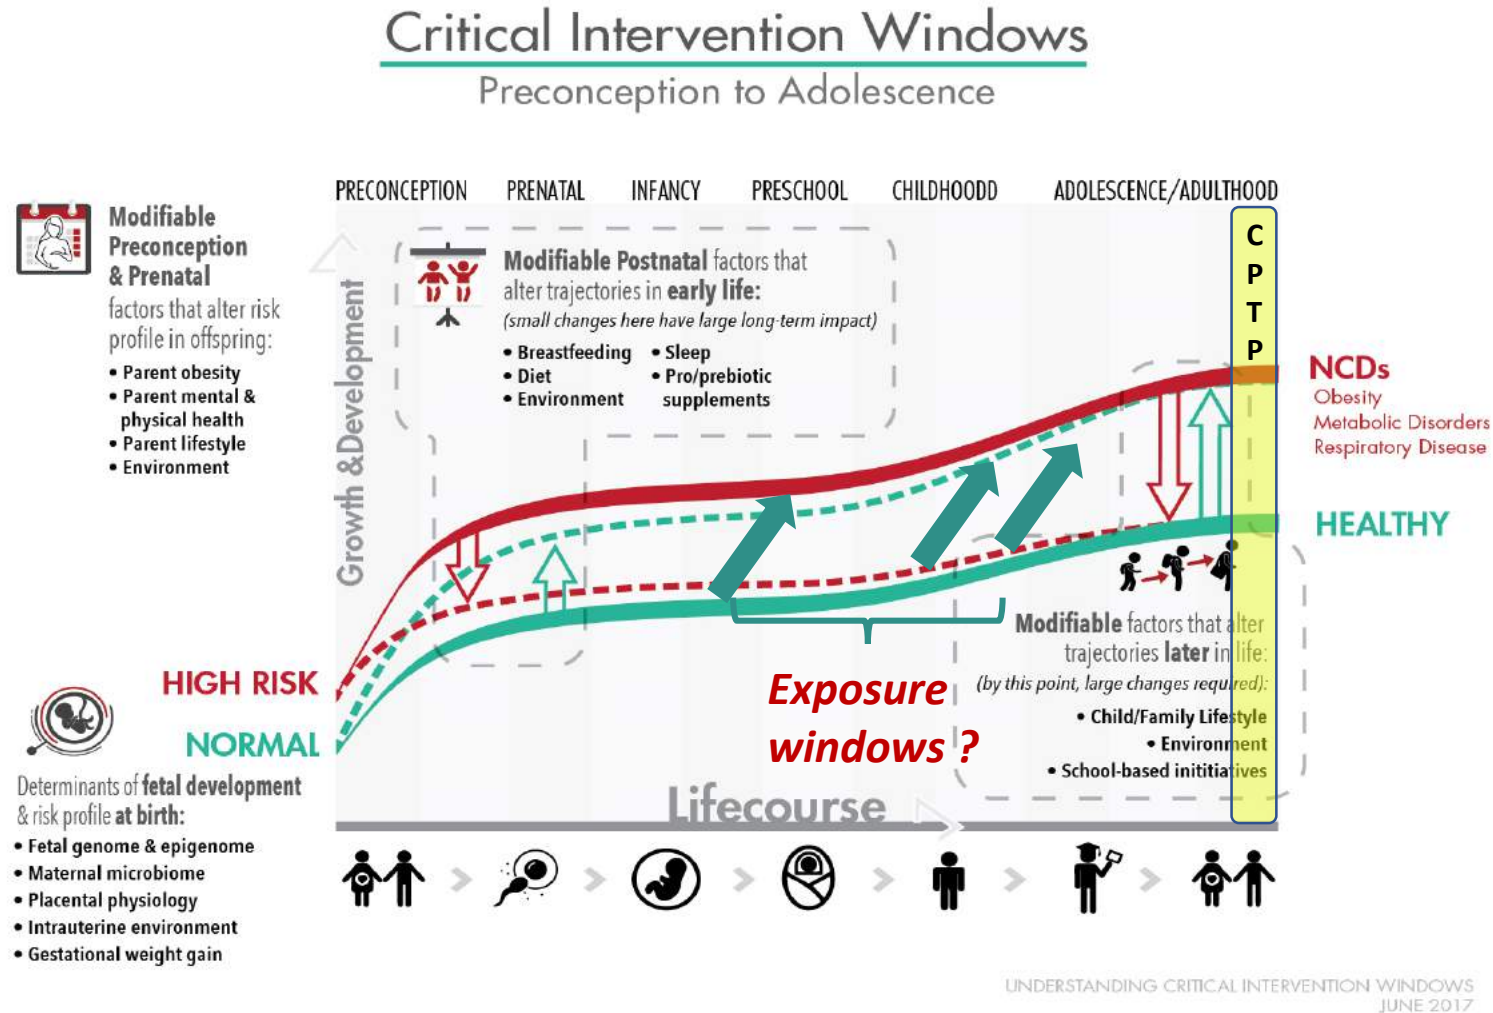 Critical Intervention Windows
Preconception to Adolescence
PRECONCEPTION
PRENATAL
INFANCY
PRESCHOOL
CHILDHOODD
ADOLESCENCE/ADULTHOOD
Modifiable
Preconception
& Prenatal
factors that alter risk
profile in offspring:
• Parent obesity
• Parent mental &
physical health
• Parent lifestyle
• Environment
Growth &Development
Modifiable Postnatal factors that
alter trajectories in early life:
(small changes here have large long-term impact)
• Breastfeeding
• Diet
• Environment
• Sleep
• Pro/prebiotic
supplements
C
P
T
P
NCDs
Obesity
Metabolic Disorders
Respiratory Disease
HEALTHY
HIGH RISK
NORMAL
Determinants of fetal development
& risk profile at birth:
• Fetal genome & epigenome
• Maternal microbiome
• Placental physiology
• Intrauterine environment
• Gestational weight gain
Exposure
windows ?
Modifiable factors that alter
trajectories later in life:
(by this point, large changes required):
• Child/Family Lifestyle
• Environment
• School-based inititiatives
Lifecourse
UNDERSTANDING CRITICAL INTERVENTION WINDOWS
JUNE 2017